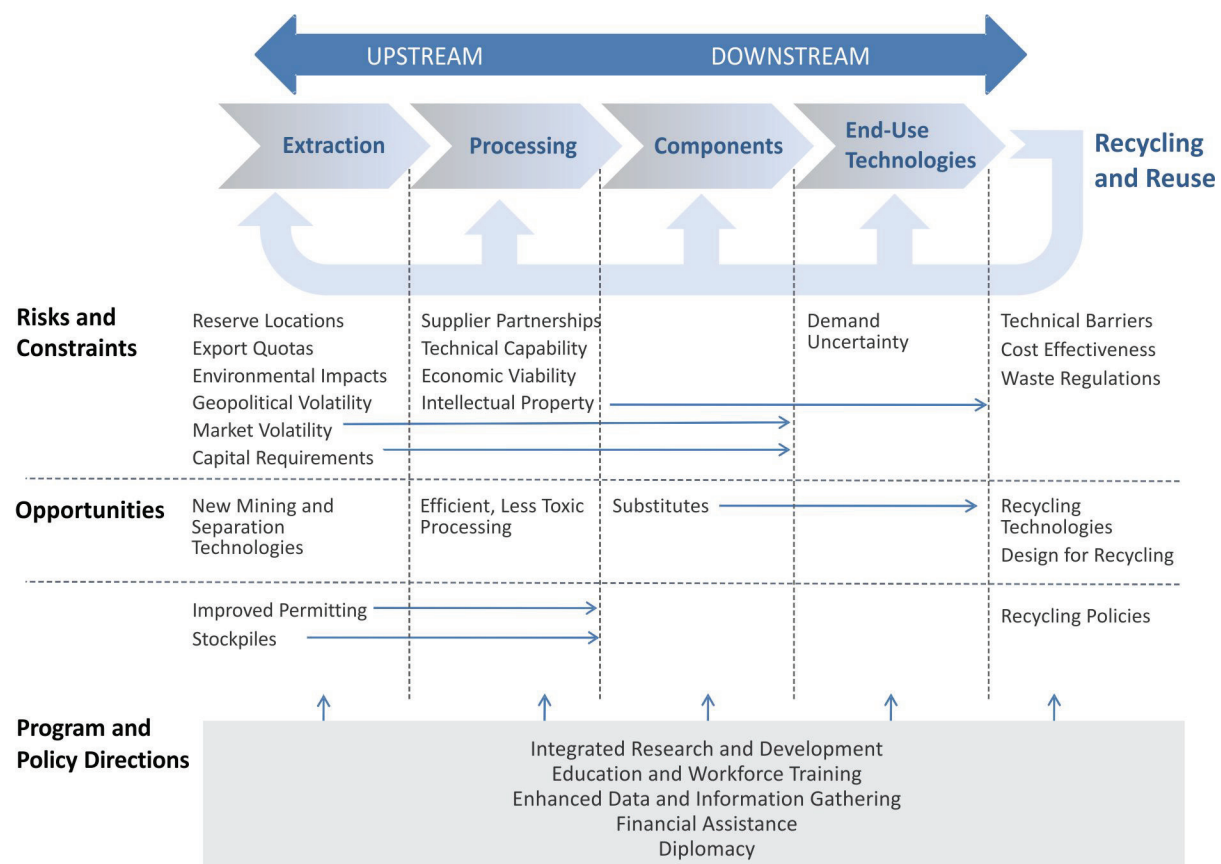 UPSTREAM
DOWNSTREAM
Extraction
Processing
Components
End-Use
Technologies
Recycling
and Reuse
Risks and
Constraints
Reserve Locations
Export Quotas
Environmental Impacts
Geopolitical Volatility
Market Volatility
Capital Requirements
Supplier Partnerships
Technical Capability
Economic Viability
Intellectual Property
Demand
Uncertainty
Technical Barriers
Cost Effectiveness
Waste Regulations
Opportunities
New Mining and
Separation
Technologies
Efficient, Less Toxic
Processing
Substitutes
Recycling
Technologies
Design for Recycling
Improved Permitting
Stockpiles
Recycling Policies
Program and
Policy Directions
Integrated Research and Development
Education and Workforce Training
Enhanced Data and Information Gathering
Financial Assistance
Diplomacy